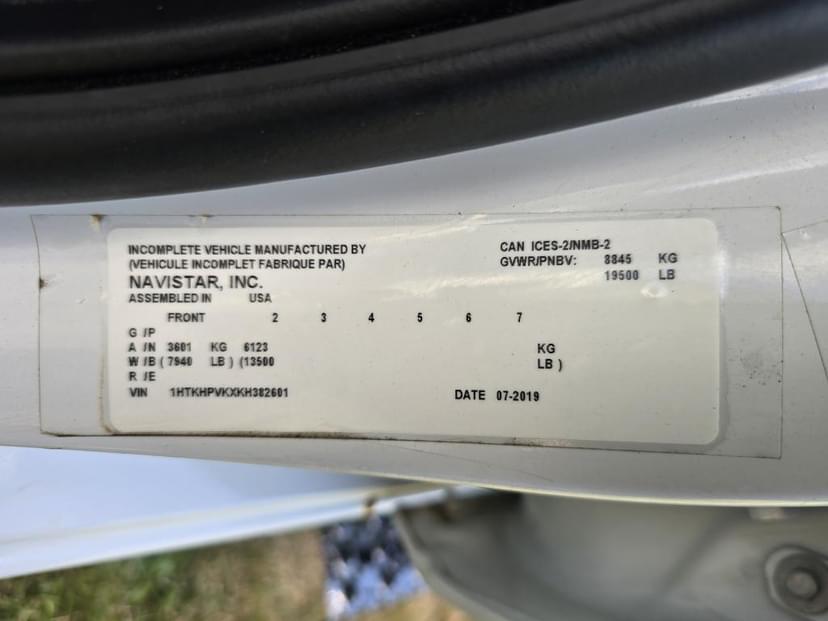 INCOMPLETE VEHICLE MANUFACTURED BY
(VEHICULE INCOMPLET FABRIQUE PAR)
NAVISTAR, INC.
ASSEMBLED IN USA
CAN ICES-2/NMB-2
GVWR/PNBV: 8845 KG
19500 LB
FRONT 2 3 4 5 6 7
G /P
A /N 3601 KG 6123 KG
W /B ( 7940 LB ) (13500 LB )
R /E
VIN 1HTKHPVKXKH382601 DATE 07-2019